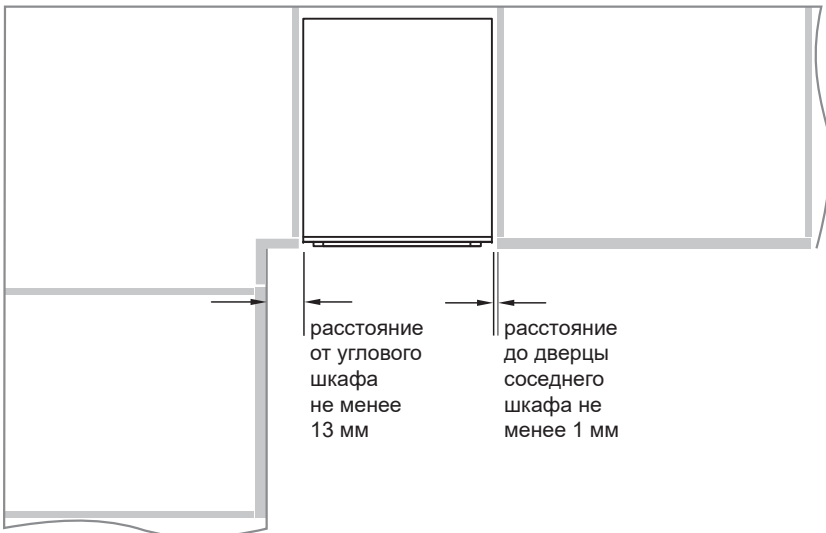 расстояние
от углового
шкафа
не менее
13 мм
расстояние
до дверцы
соседнего
шкафа не
менее 1 мм